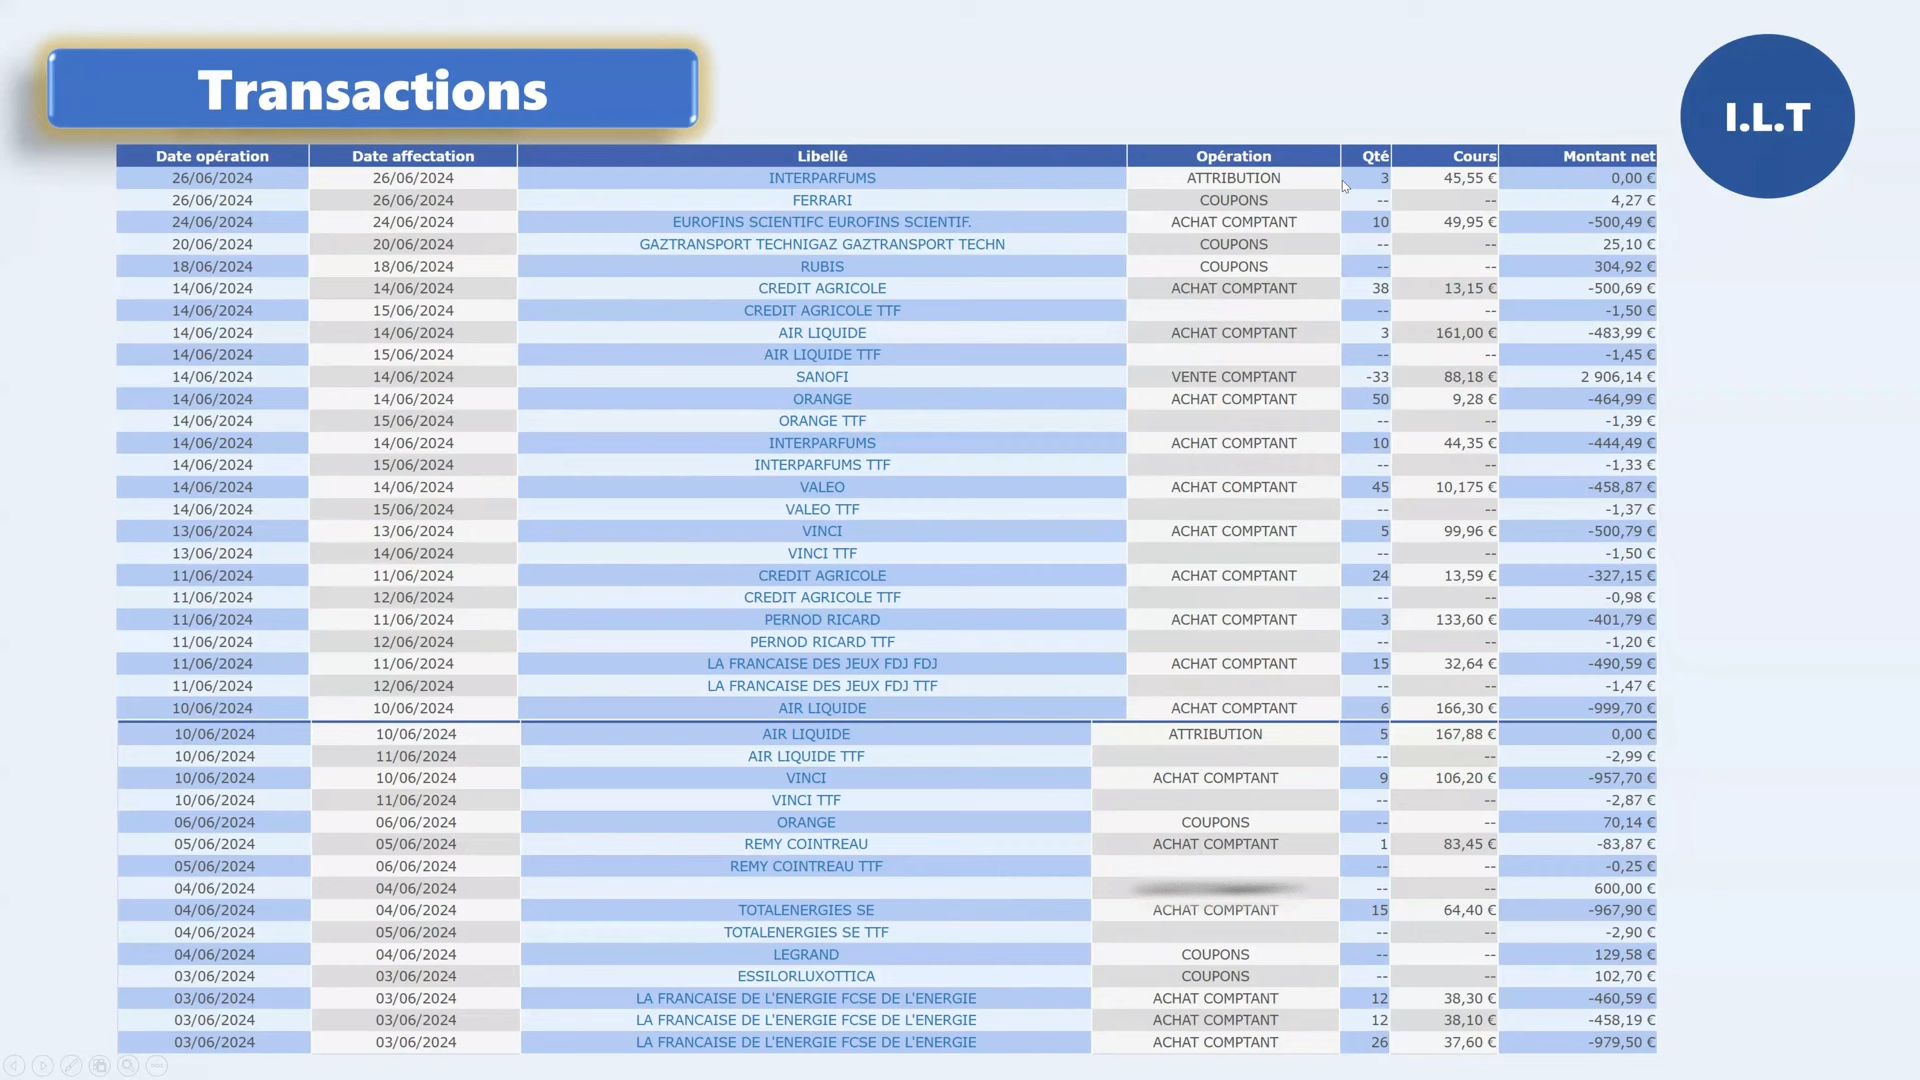 Transactions
I.L.T
Date opération Date affectation Libellé Opération Qté Cours Montant net
26/06/2024 26/06/2024 INTERPARFUMS ATTRIBUTION 3 45,55 € 0,00 €
26/06/2024 26/06/2024 FERRARI COUPONS -- -- 4,27 €
24/06/2024 24/06/2024 EUROFINS SCIENTIFC EUROFINS SCIENTIF. ACHAT COMPTANT 10 49,95 € -500,49 €
20/06/2024 20/06/2024 GAZTRANSPORT TECHNIGAZ GAZTRANSPORT TECHN COUPONS -- -- 25,10 €
18/06/2024 18/06/2024 RUBIS COUPONS -- -- 304,92 €
14/06/2024 14/06/2024 CREDIT AGRICOLE ACHAT COMPTANT 38 13,15 € -500,69 €
14/06/2024 15/06/2024 CREDIT AGRICOLE TTF -- -- -1,50 €
14/06/2024 14/06/2024 AIR LIQUIDE ACHAT COMPTANT 3 161,00 € -483,99 €
14/06/2024 15/06/2024 AIR LIQUIDE TTF -- -- -1,45 €
14/06/2024 14/06/2024 SANOFI VENTE COMPTANT -33 88,18 € 2 906,14 €
14/06/2024 14/06/2024 ORANGE ACHAT COMPTANT 50 9,28 € -464,99 €
14/06/2024 15/06/2024 ORANGE TTF -- -- -1,39 €
14/06/2024 14/06/2024 INTERPARFUMS ACHAT COMPTANT 10 44,35 € -444,49 €
14/06/2024 15/06/2024 INTERPARFUMS TTF -- -- -1,33 €
14/06/2024 14/06/2024 VALEO ACHAT COMPTANT 45 10,175 € -458,87 €
14/06/2024 15/06/2024 VALEO TTF -- -- -1,37 €
13/06/2024 13/06/2024 VINCI ACHAT COMPTANT 5 99,96 € -500,79 €
13/06/2024 14/06/2024 VINCI TTF -- -- -1,50 €
11/06/2024 11/06/2024 CREDIT AGRICOLE ACHAT COMPTANT 24 13,59 € -327,15 €
11/06/2024 12/06/2024 CREDIT AGRICOLE TTF -- -- -0,98 €
11/06/2024 11/06/2024 PERNOD RICARD ACHAT COMPTANT 3 133,60 € -401,79 €
11/06/2024 12/06/2024 PERNOD RICARD TTF -- -- -1,20 €
11/06/2024 11/06/2024 LA FRANCAISE DES JEUX FDJ FDJ ACHAT COMPTANT 15 32,64 € -490,59 €
11/06/2024 12/06/2024 LA FRANCAISE DES JEUX FDJ TTF -- -- -1,47 €
10/06/2024 10/06/2024 AIR LIQUIDE ACHAT COMPTANT 6 166,30 € -999,70 €
10/06/2024 10/06/2024 AIR LIQUIDE ATTRIBUTION 5 167,88 € 0,00 €
10/06/2024 11/06/2024 AIR LIQUIDE TTF -- -- -2,99 €
10/06/2024 10/06/2024 VINCI ACHAT COMPTANT 9 106,20 € -957,70 €
10/06/2024 11/06/2024 VINCI TTF -- -- -2,87 €
06/06/2024 06/06/2024 ORANGE COUPONS -- -- 70,14 €
05/06/2024 05/06/2024 REMY COINTREAU ACHAT COMPTANT 1 83,45 € -83,87 €
05/06/2024 06/06/2024 REMY COINTREAU TTF -- -- -0,25 €
04/06/2024 04/06/2024 -- -- 600,00 €
04/06/2024 04/06/2024 TOTALENERGIES SE ACHAT COMPTANT 15 64,40 € -967,90 €
04/06/2024 05/06/2024 TOTALENERGIES SE TTF -- -- -2,90 €
04/06/2024 04/06/2024 LEGRAND COUPONS -- -- 129,58 €
03/06/2024 03/06/2024 ESSILORLUXOTTICA COUPONS -- -- 102,70 €
03/06/2024 03/06/2024 LA FRANCAISE DE L'ENERGIE FCSE DE L'ENERGIE ACHAT COMPTANT 12 38,30 € -460,59 €
03/06/2024 03/06/2024 LA FRANCAISE DE L'ENERGIE FCSE DE L'ENERGIE ACHAT COMPTANT 12 38,10 € -458,19 €
03/06/2024 03/06/2024 LA FRANCAISE DE L'ENERGIE FCSE DE L'ENERGIE ACHAT COMPTANT 26 37,60 € -979,50 €